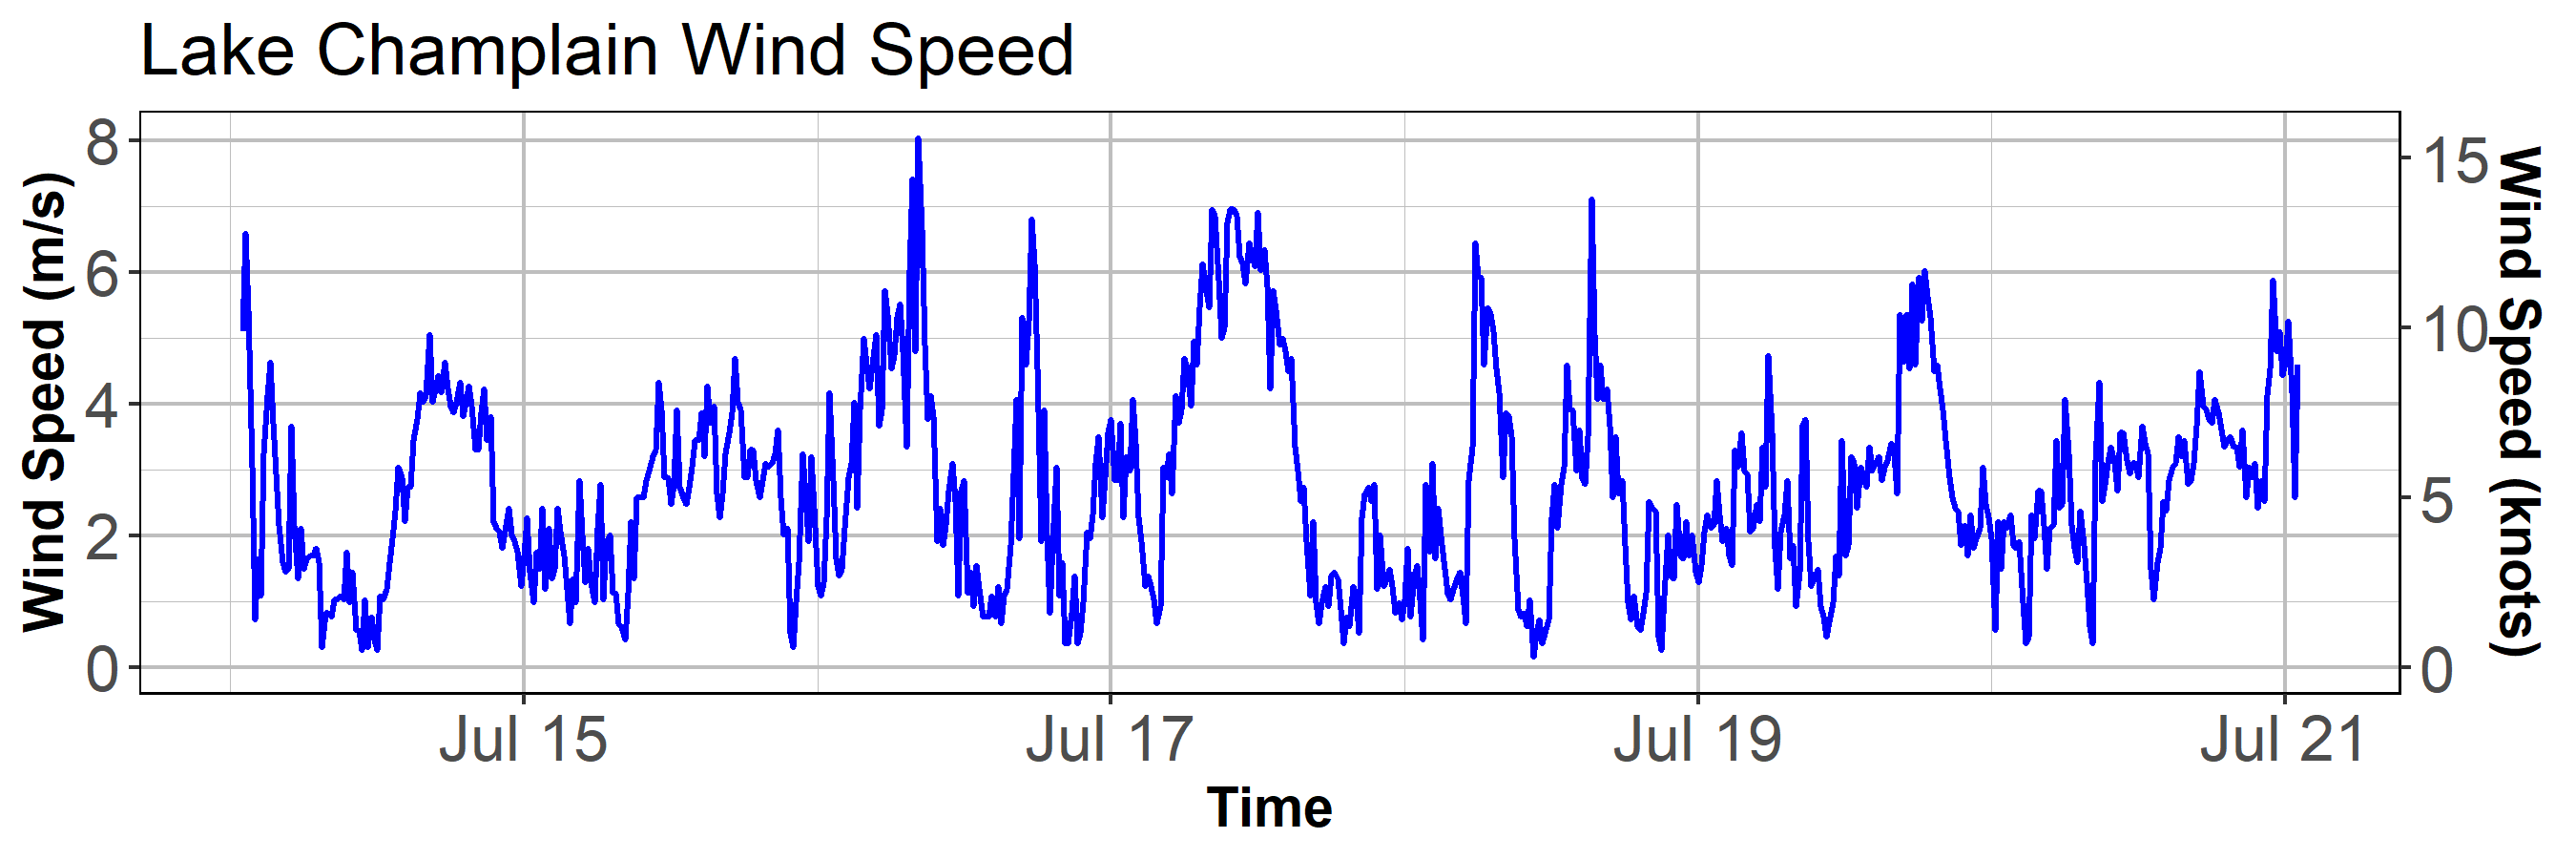 Lake Champlain Wind Speed
Wind Speed (m/s)
8
6
4
2
0
15
10
5
0
Wind Speed (knots)
Jul 15
Jul 17
Jul 19
Jul 21
Time